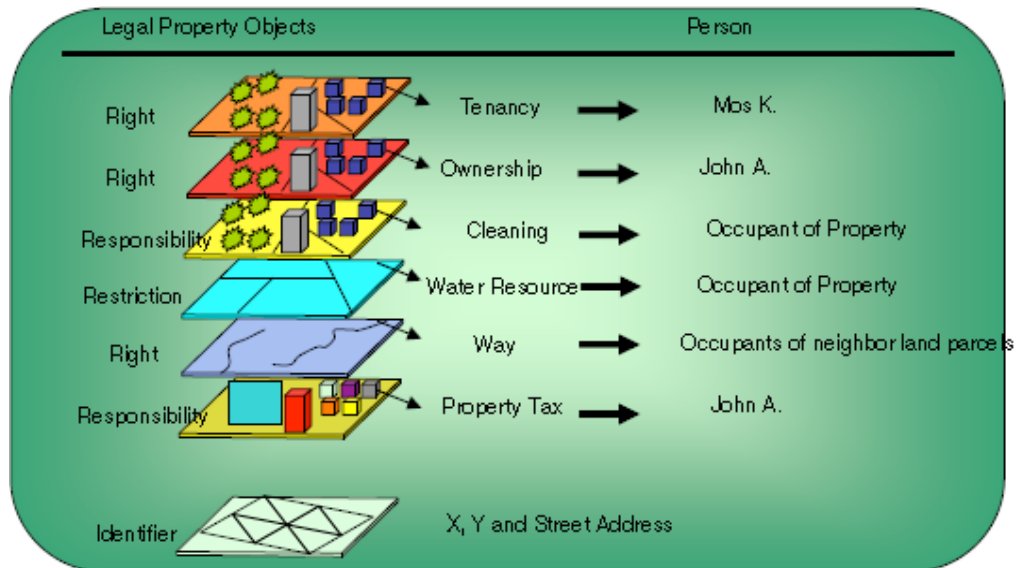 Legal Property Objects Person
Right Tenancy Mos K.
Right Ownership John A.
Responsibility Cleaning Occupant of Property
Restriction Water Resource Occupant of Property
Right Way Occupants of neighbor land parcels
Responsibility Property Tax John A.
Identifier X, Y and Street Address